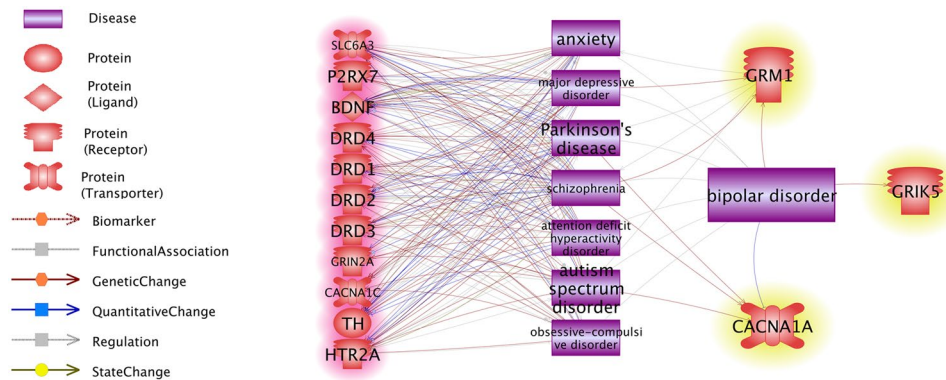 Disease
Protein
Protein
(Ligand)
Protein
(Receptor)
Protein
(Transporter)
Biomarker
FunctionalAssociation
GeneticChange
QuantitativeChange
Regulation
StateChange
SLC6A3
P2RX7
BDNF
DRD4
DRD1
DRD2
DRD3
GRIN2A
CACNA1C
TH
HTR2A
anxiety
major depressive
disorder
Parkinson's
disease
schizophrenia
attention deficit
hyperactivity
disorder
autism
spectrum
disorder
obsessive-compulsi
ve disorder
GRM1
bipolar disorder
GRIK5
CACNA1A